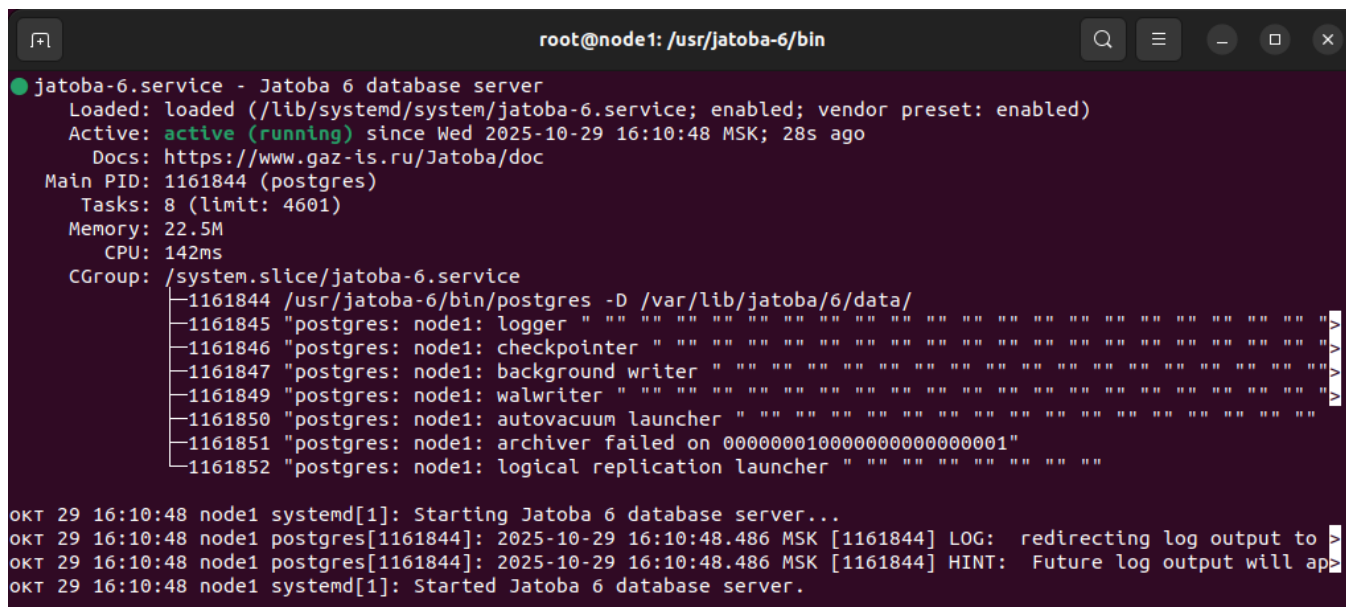 root@node1: /usr/jatoba-6/bin
jatoba-6.service - Jatoba 6 database server
Loaded: loaded (/lib/systemd/system/jatoba-6.service; enabled; vendor preset: enabled)
Active: active (running) since Wed 2025-10-29 16:10:48 MSK; 28s ago
Docs: https://www.gaz-is.ru/Jatoba/doc
Main PID: 1161844 (postgres)
Tasks: 8 (limit: 4601)
Memory: 22.5M
CPU: 142ms
CGroup: /system.slice/jatoba-6.service
├─1161844 /usr/jatoba-6/bin/postgres -D /var/lib/jatoba/6/data/
├─1161845 "postgres: node1: logger " "" "" "" "" "" "" "" "" "" "" "" "" "" "" "" "" "" "" "" "" ">
├─1161846 "postgres: node1: checkpointer " "" "" "" "" "" "" "" "" "" "" "" "" "" "" "" "" "" "" ">
├─1161847 "postgres: node1: background writer " "" "" "" "" "" "" "" "" "" "" "" "" "" "" "" "" "">
├─1161849 "postgres: node1: walwriter " "" "" "" "" "" "" "" "" "" "" "" "" "" "" "" "" "" "" "" ">
├─1161850 "postgres: node1: autovacuum launcher " "" "" "" "" "" "" "" "" "" "" "" "" "" "" "" ""
├─1161851 "postgres: node1: archiver failed on 000000010000000000000001"
└─1161852 "postgres: node1: logical replication launcher " "" "" "" "" "" "" ""
окт 29 16:10:48 node1 systemd[1]: Starting Jatoba 6 database server...
окт 29 16:10:48 node1 postgres[1161844]: 2025-10-29 16:10:48.486 MSK [1161844] LOG:  redirecting log output to >
окт 29 16:10:48 node1 postgres[1161844]: 2025-10-29 16:10:48.486 MSK [1161844] HINT:  Future log output will ap>
окт 29 16:10:48 node1 systemd[1]: Started Jatoba 6 database server.